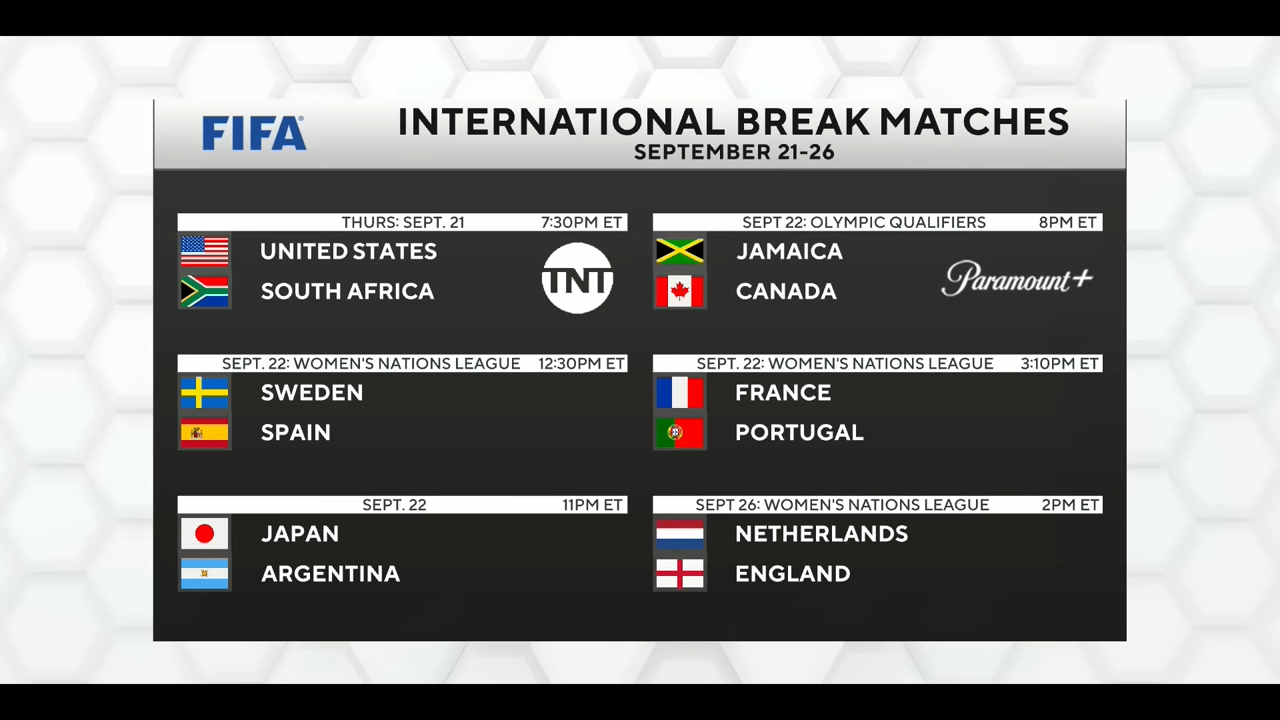 FIFA
INTERNATIONAL BREAK MATCHES
SEPTEMBER 21-26
THURS: SEPT. 21 7:30PM ET
UNITED STATES
SOUTH AFRICA
TNT
SEPT 22: OLYMPIC QUALIFIERS 8PM ET
JAMAICA
CANADA
Paramount+
SEPT. 22: WOMEN'S NATIONS LEAGUE 12:30PM ET
SWEDEN
SPAIN
SEPT. 22: WOMEN'S NATIONS LEAGUE 3:10PM ET
FRANCE
PORTUGAL
SEPT. 22 11PM ET
JAPAN
ARGENTINA
SEPT 26: WOMEN'S NATIONS LEAGUE 2PM ET
NETHERLANDS
ENGLAND